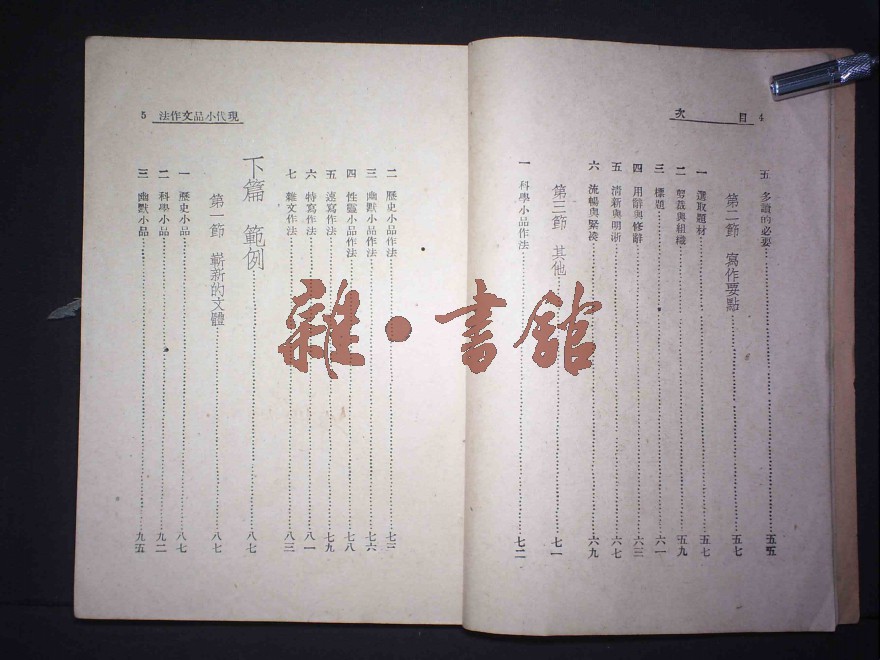 目次 4
五 多讀的必要……五五
第二節 寫作要點……五七
一 選取題材……五七
二 剪裁與組織……五九
三 標題……六一
四 用辭與修辭……六三
五 清新與明淅……六七
六 流暢與緊湊……六九
第三節 其他……七一
一 科學小品作法……七二
現代小品文作法 5
二 歷史小品作法……七三
三 幽默小品作法……七六
四 性靈小品作法……七八
五 速寫作法……七九
六 特寫作法……八一
七 雜文作法……八三
下篇 範例……八七
第一節 嶄新的文體……八七
一 歷史小品……八七
二 科學小品……九二
三 幽默小品……九五
雜·書館